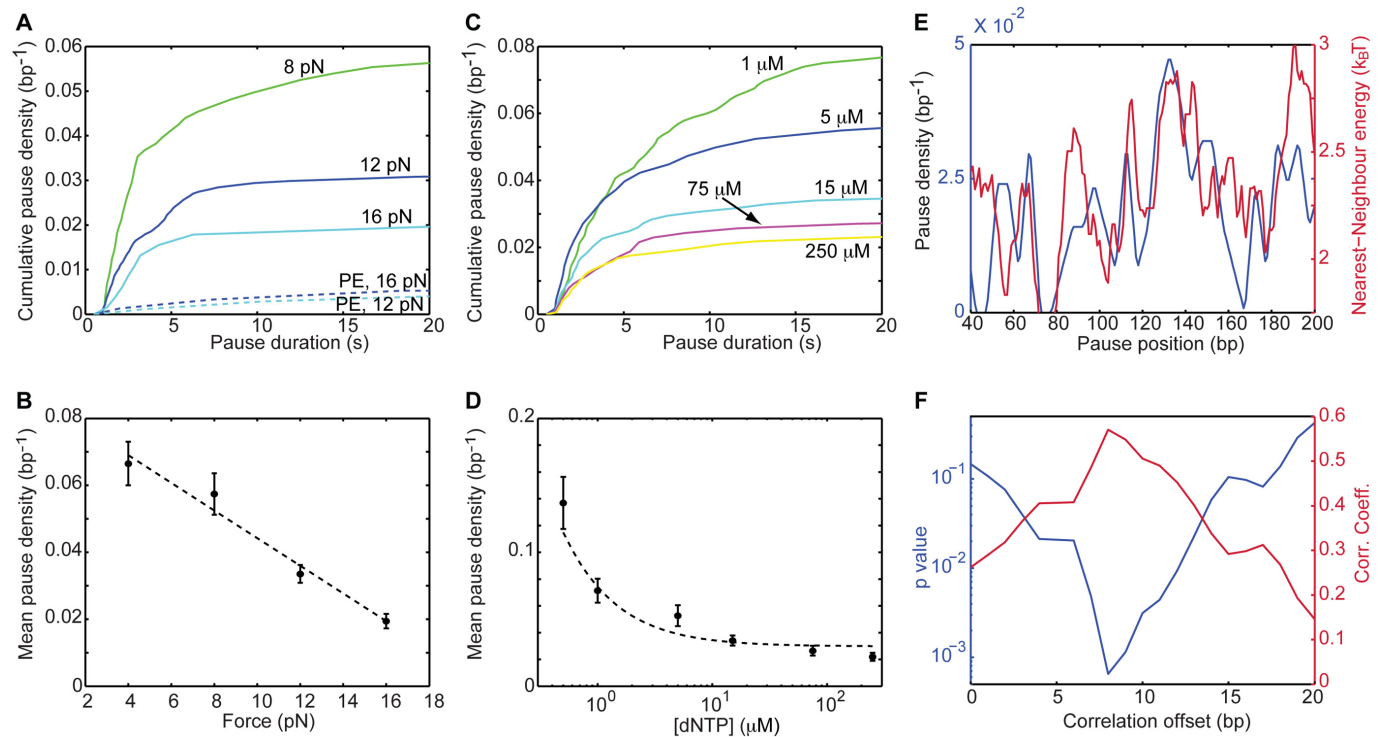 A
Cumulative pause density (bp⁻¹)
0.06
0.05
0.04
0.03
0.02
0.01
0
8 pN
12 pN
16 pN
PE, 16 pN
PE, 12 pN
0 5 10 15 20
Pause duration (s)
C
Cumulative pause density (bp⁻¹)
0.08
0.06
0.04
0.02
0
1 μM
5 μM
15 μM
75 μM
250 μM
0 5 10 15 20
Pause duration (s)
E
X 10⁻²
Pause density (bp⁻¹)
5
2.5
0
3
2.5
2
Nearest−Neighbour energy (kBT)
40 60 80 100 120 140 160 180 200
Pause position (bp)
B
Mean pause density (bp⁻¹)
0.08
0.06
0.04
0.02
0
2 4 6 8 10 12 14 16 18
Force (pN)
D
Mean pause density (bp⁻¹)
0.2
0.1
0
10⁰ 10¹ 10²
[dNTP] (μM)
F
p value
10⁻¹
10⁻²
10⁻³
0.6
0.5
0.4
0.3
0.2
0.1
0
Corr. Coeff.
0 5 10 15 20
Correlation offset (bp)